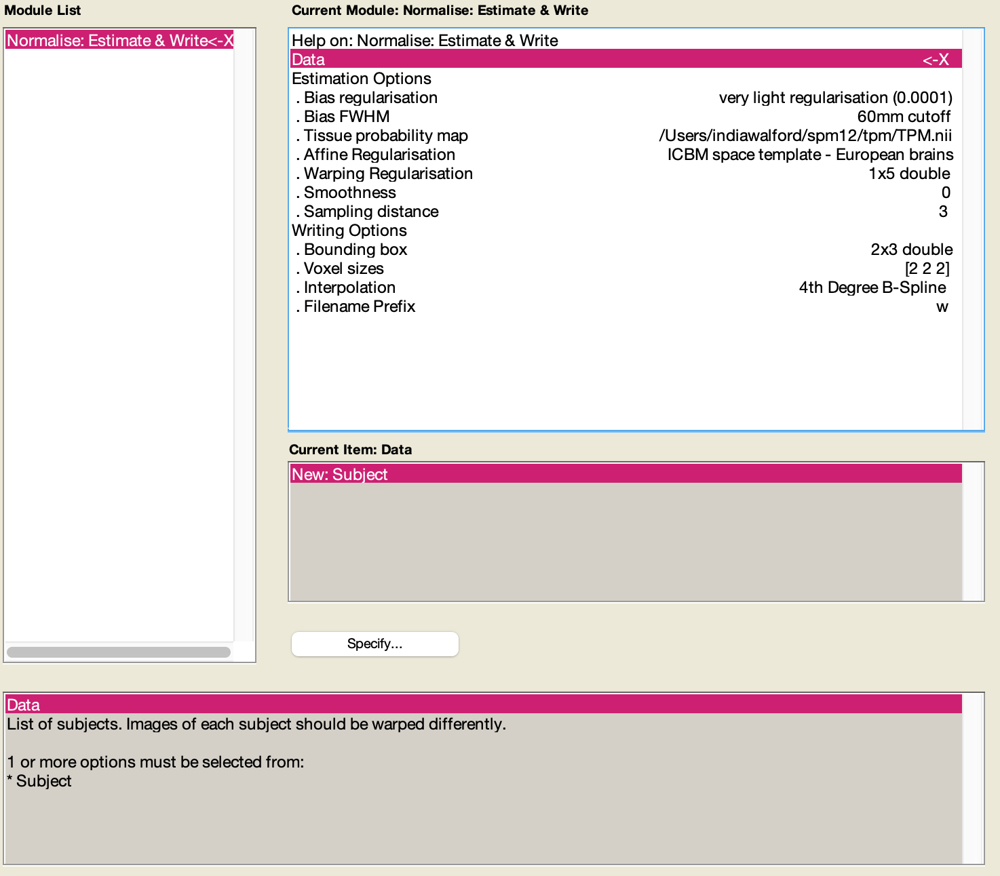 Module List
Normalise: Estimate & Write<-X
Current Module: Normalise: Estimate & Write
Help on: Normalise: Estimate & Write
Data <-X
Estimation Options
. Bias regularisation very light regularisation (0.0001)
. Bias FWHM 60mm cutoff
. Tissue probability map /Users/indiawalford/spm12/tpm/TPM.nii
. Affine Regularisation ICBM space template - European brains
. Warping Regularisation 1x5 double
. Smoothness 0
. Sampling distance 3
Writing Options
. Bounding box 2x3 double
. Voxel sizes [2 2 2]
. Interpolation 4th Degree B-Spline
. Filename Prefix w
Current Item: Data
New: Subject
Specify...
Data
List of subjects. Images of each subject should be warped differently.
1 or more options must be selected from:
* Subject